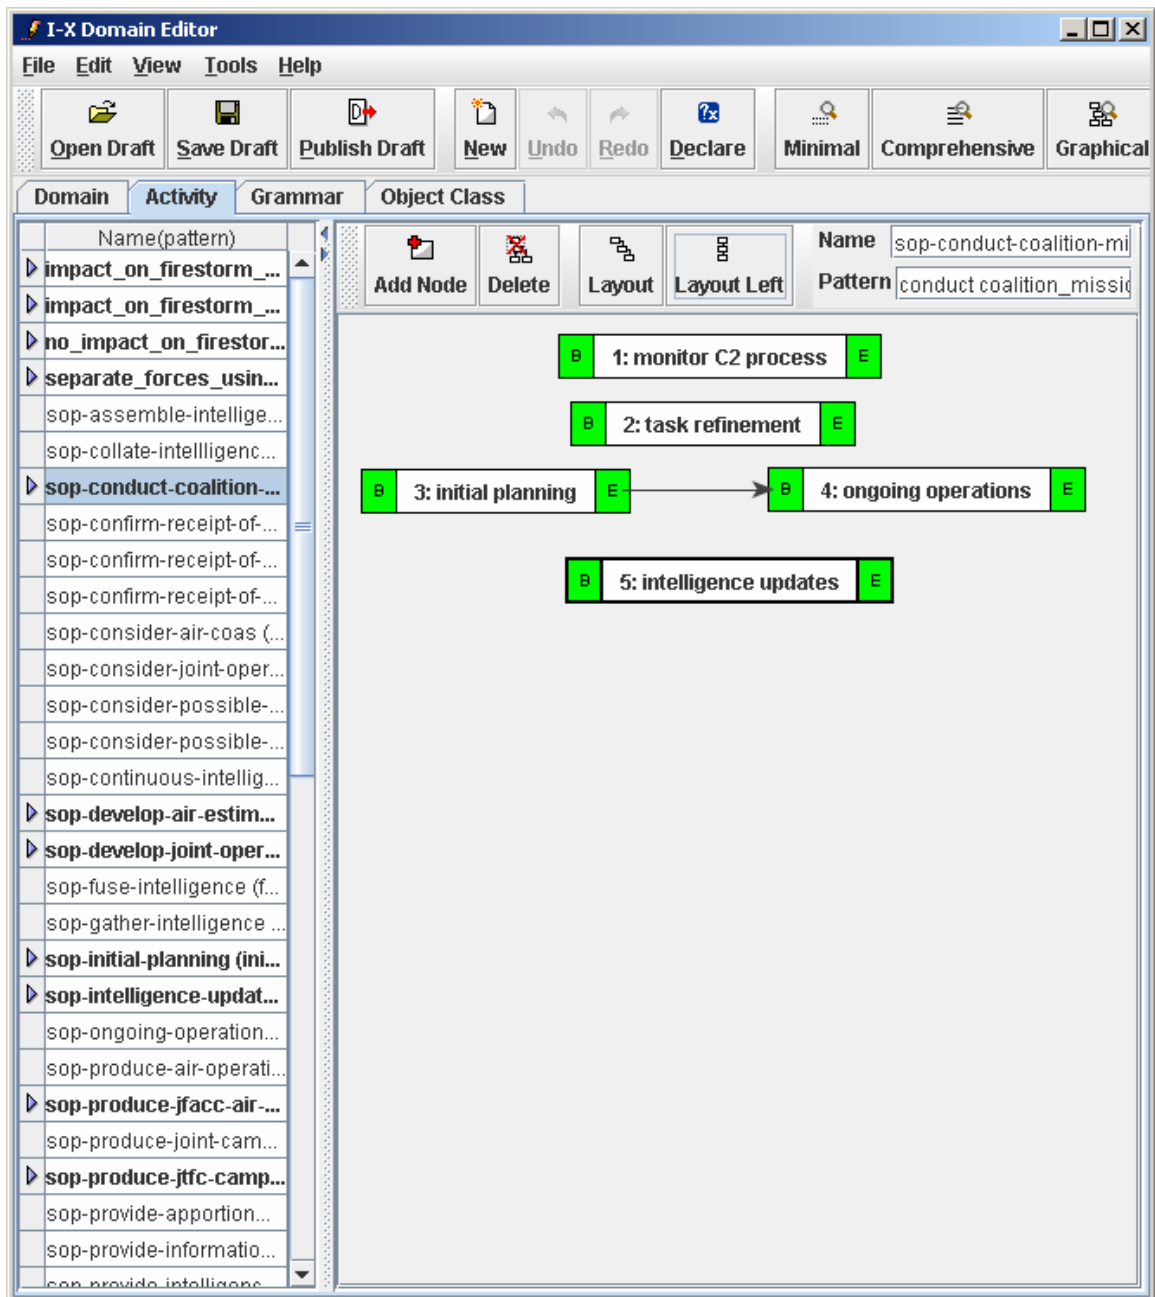 I-X Domain Editor
File Edit View Tools Help
Open Draft Save Draft Publish Draft New Undo Redo Declare Minimal Comprehensive Graphical
Domain Activity Grammar Object Class
Name(pattern)
impact_on_firestorm_...
impact_on_firestorm_...
no_impact_on_firestor...
separate_forces_usin...
sop-assemble-intellige...
sop-collate-intellligenc...
sop-conduct-coalition-...
sop-confirm-receipt-of-...
sop-confirm-receipt-of-...
sop-confirm-receipt-of-...
sop-consider-air-coas (...
sop-consider-joint-oper...
sop-consider-possible-...
sop-consider-possible-...
sop-continuous-intellig...
sop-develop-air-estim...
sop-develop-joint-oper...
sop-fuse-intelligence (f...
sop-gather-intelligence ...
sop-initial-planning (ini...
sop-intelligence-updat...
sop-ongoing-operation...
sop-produce-air-operati...
sop-produce-jfacc-air-...
sop-produce-joint-cam...
sop-produce-jtfc-camp...
sop-provide-apportion...
sop-provide-informatio...
sop-provide-intelligenc...
Add Node Delete Layout Layout Left
Name sop-conduct-coalition-mi
Pattern conduct coalition_missio
B 1: monitor C2 process E
B 2: task refinement E
B 3: initial planning E B 4: ongoing operations E
B 5: intelligence updates E